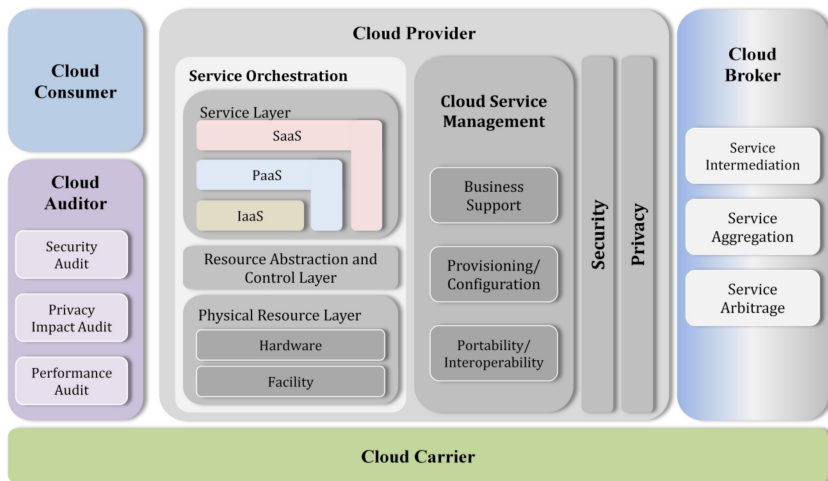 Cloud
Consumer
Cloud
Auditor
Security
Audit
Privacy
Impact Audit
Performance
Audit
Cloud Provider
Service Orchestration
Service Layer
SaaS
PaaS
IaaS
Resource Abstraction and
Control Layer
Physical Resource Layer
Hardware
Facility
Cloud Service
Management
Business
Support
Provisioning/
Configuration
Portability/
Interoperability
Security
Privacy
Cloud
Broker
Service
Intermediation
Service
Aggregation
Service
Arbitrage
Cloud Carrier